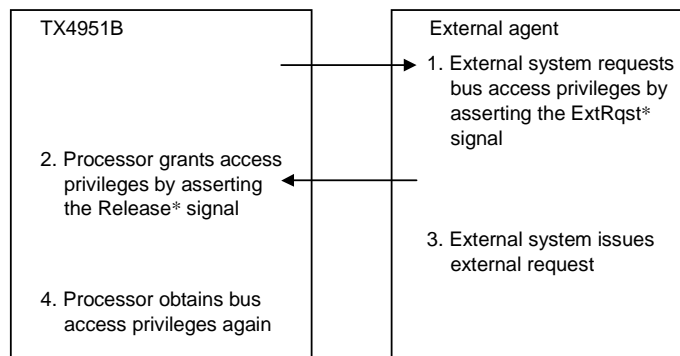 TX4951B
External agent
1. External system requests
bus access privileges by
asserting the ExtRqst*
signal
2. Processor grants access
privileges by asserting
the Release* signal
3. External system issues
external request
4. Processor obtains bus
access privileges again